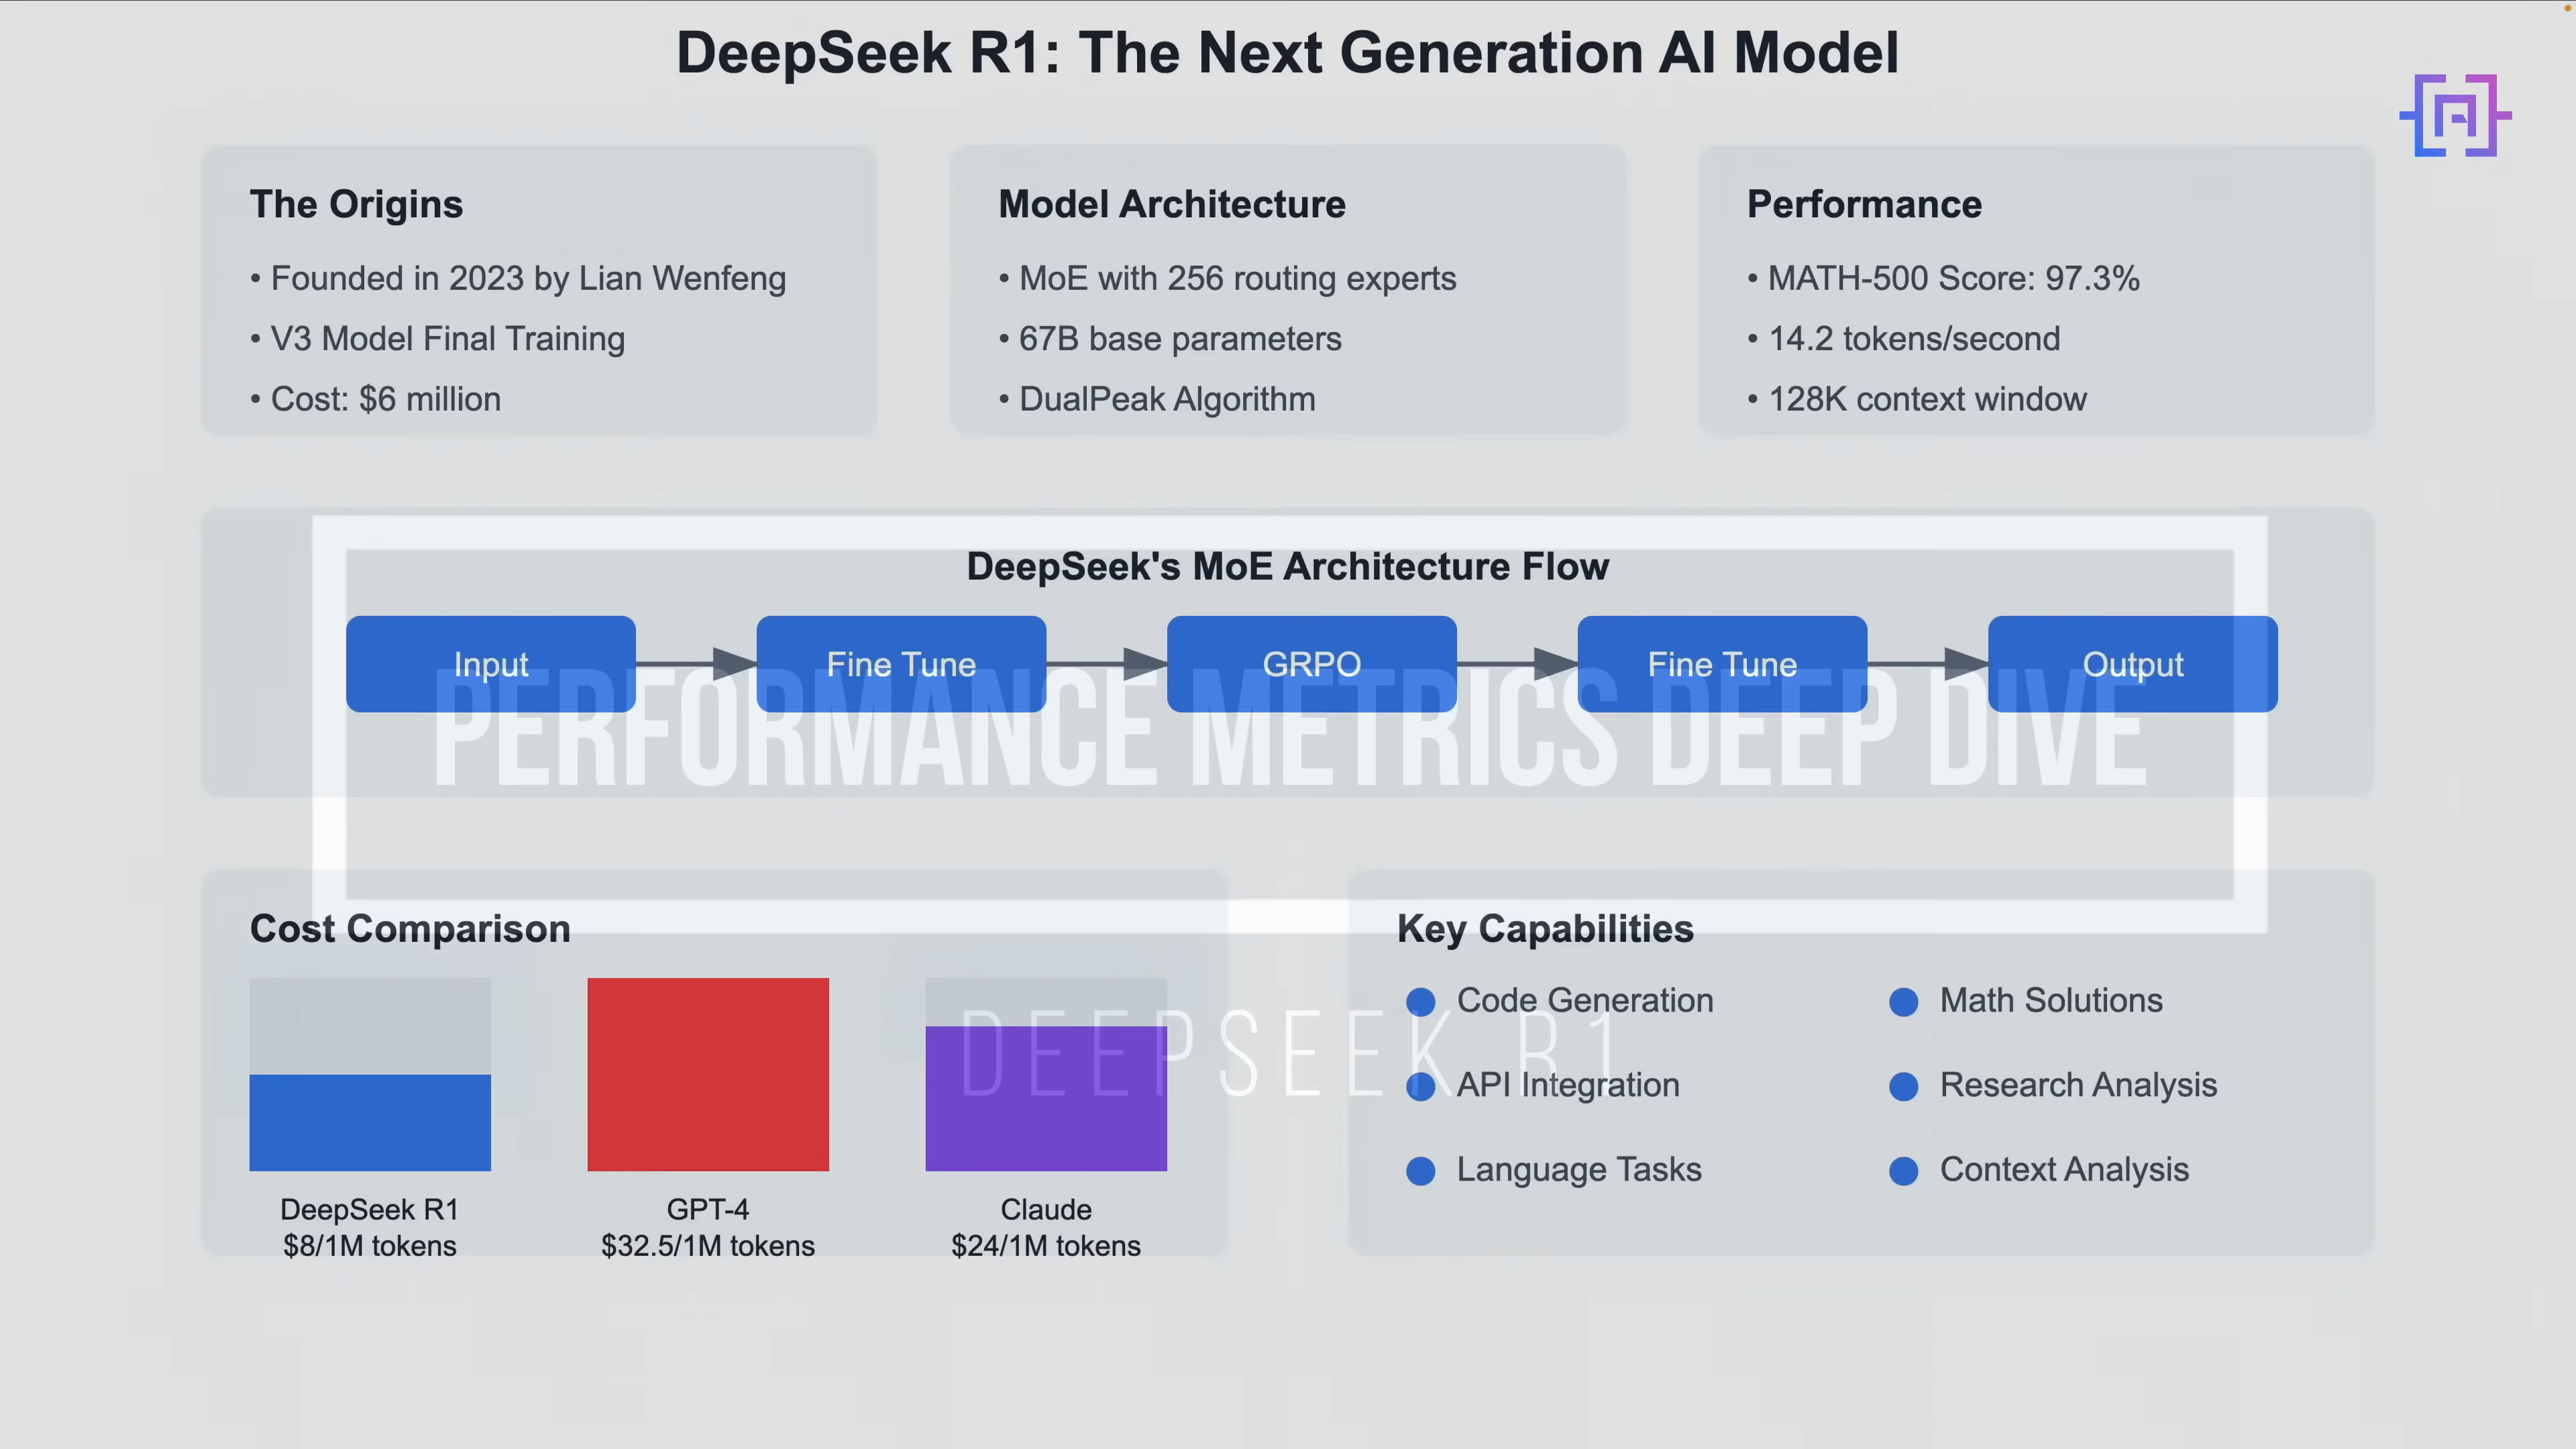 DeepSeek R1: The Next Generation AI Model
The Origins
• Founded in 2023 by Lian Wenfeng
• V3 Model Final Training
• Cost: $6 million
Model Architecture
• MoE with 256 routing experts
• 67B base parameters
• DualPeak Algorithm
Performance
• MATH-500 Score: 97.3%
• 14.2 tokens/second
• 128K context window
DeepSeek's MoE Architecture Flow
Input
Fine Tune
GRPO
Fine Tune
Output
PERFORMANCE METRICS DEEP DIVE
DEEPSEEK R1
Cost Comparison
DeepSeek R1
$8/1M tokens
GPT-4
$32.5/1M tokens
Claude
$24/1M tokens
Key Capabilities
Code Generation
Math Solutions
API Integration
Research Analysis
Language Tasks
Context Analysis